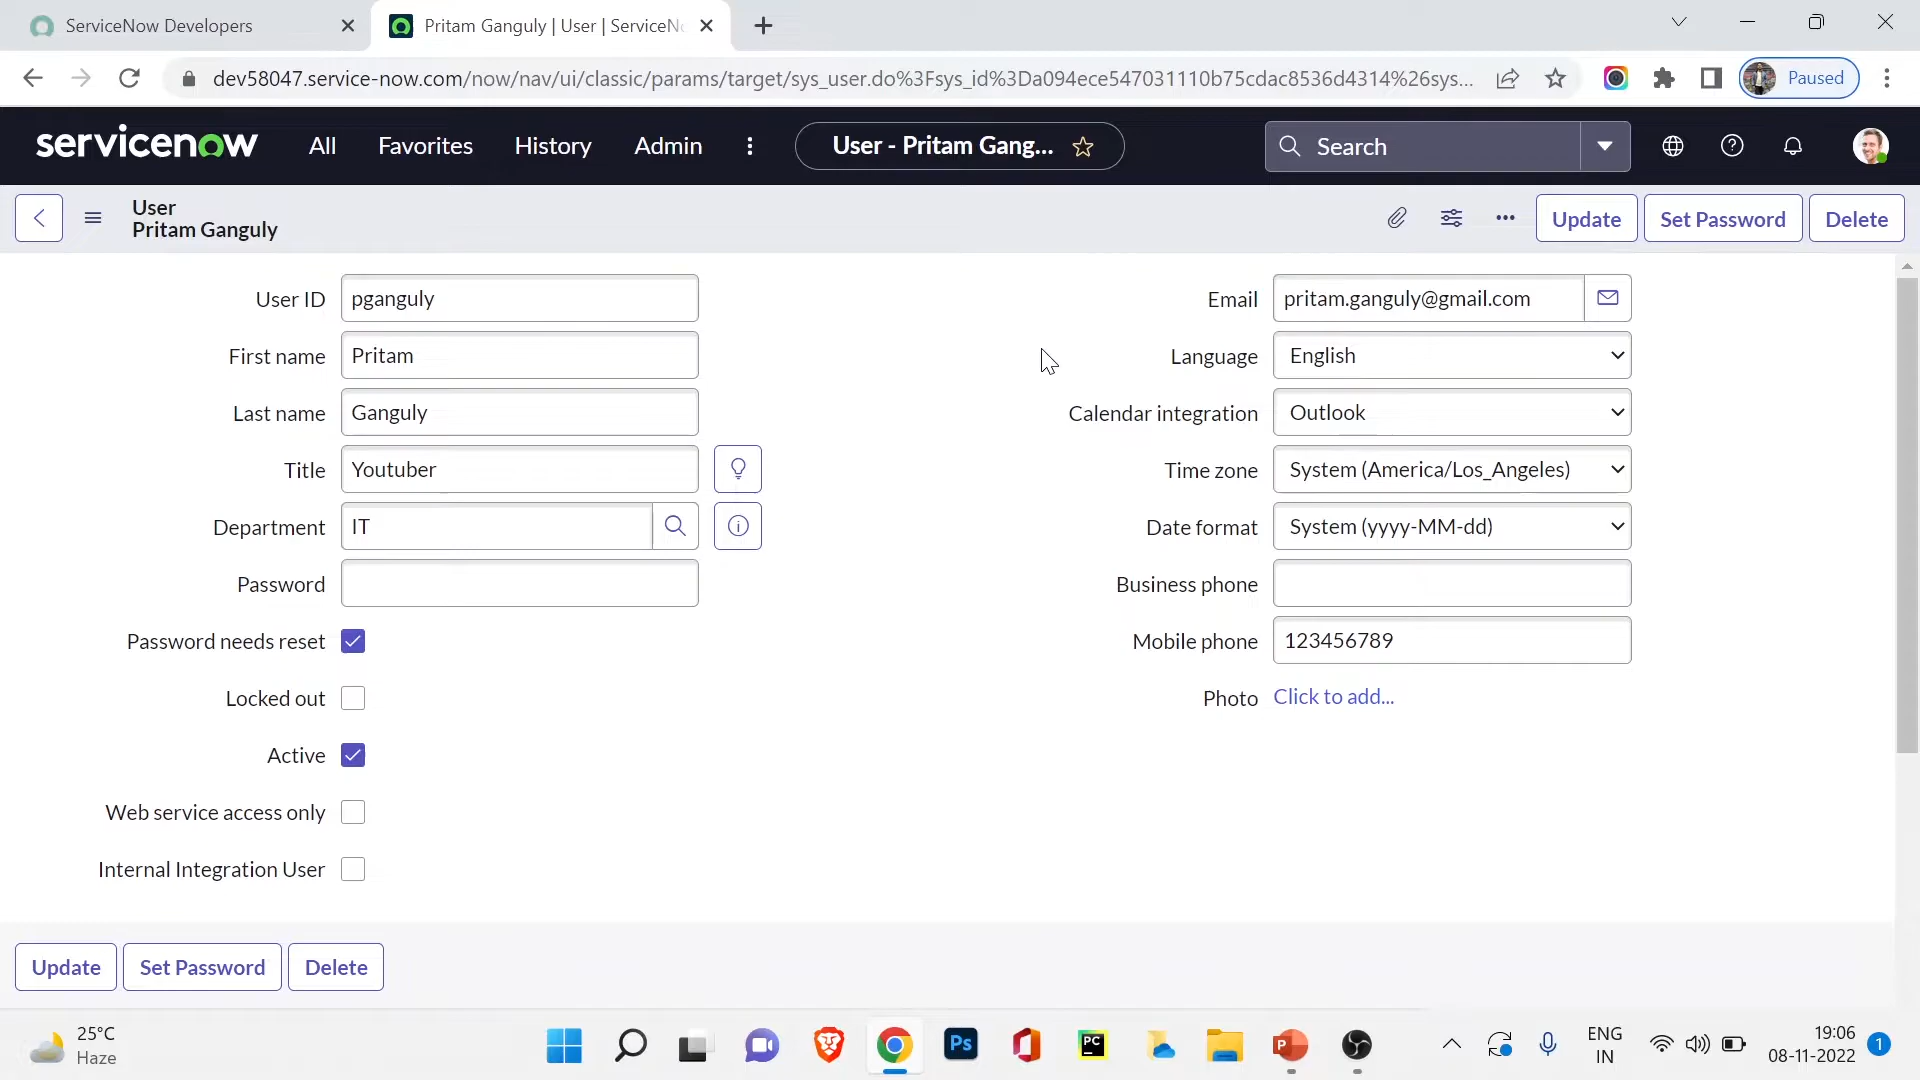 ServiceNow Developers
Pritam Ganguly | User | ServiceN
dev58047.service-now.com/now/nav/ui/classic/params/target/sys_user.do%3Fsys_id%3Da094ece547031110b75cdac8536d4314%26sys...
Paused
servicenow
All
Favorites
History
Admin
User - Pritam Gang...
Search
User
Pritam Ganguly
Update
Set Password
Delete
User ID
pganguly
First name
Pritam
Last name
Ganguly
Title
Youtuber
Department
IT
Password
Password needs reset
Locked out
Active
Web service access only
Internal Integration User
Email
pritam.ganguly@gmail.com
Language
English
Calendar integration
Outlook
Time zone
System (America/Los_Angeles)
Date format
System (yyyy-MM-dd)
Business phone
Mobile phone
123456789
Photo
Click to add...
Update
Set Password
Delete
25°C
Haze
Ps
PC
P
ENG
IN
19:06
08-11-2022
1